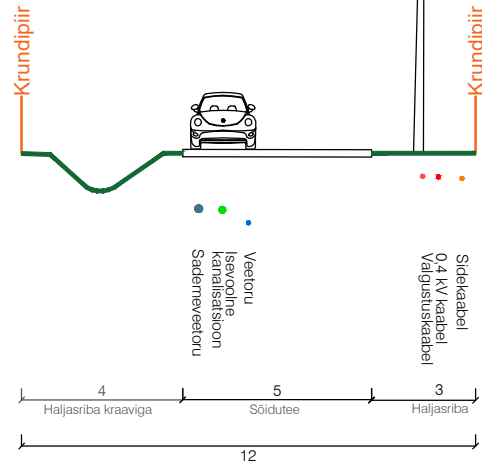 Krundipiir
Krundipiir
Sademeveetoru
Isevoolne
kanalisatsioon
Veetoru
Valgustuskaabel
0,4 kV kaabel
Sidekaabel
4
5
3
Haljasriba kraaviga
Sõidutee
Haljasriba
12